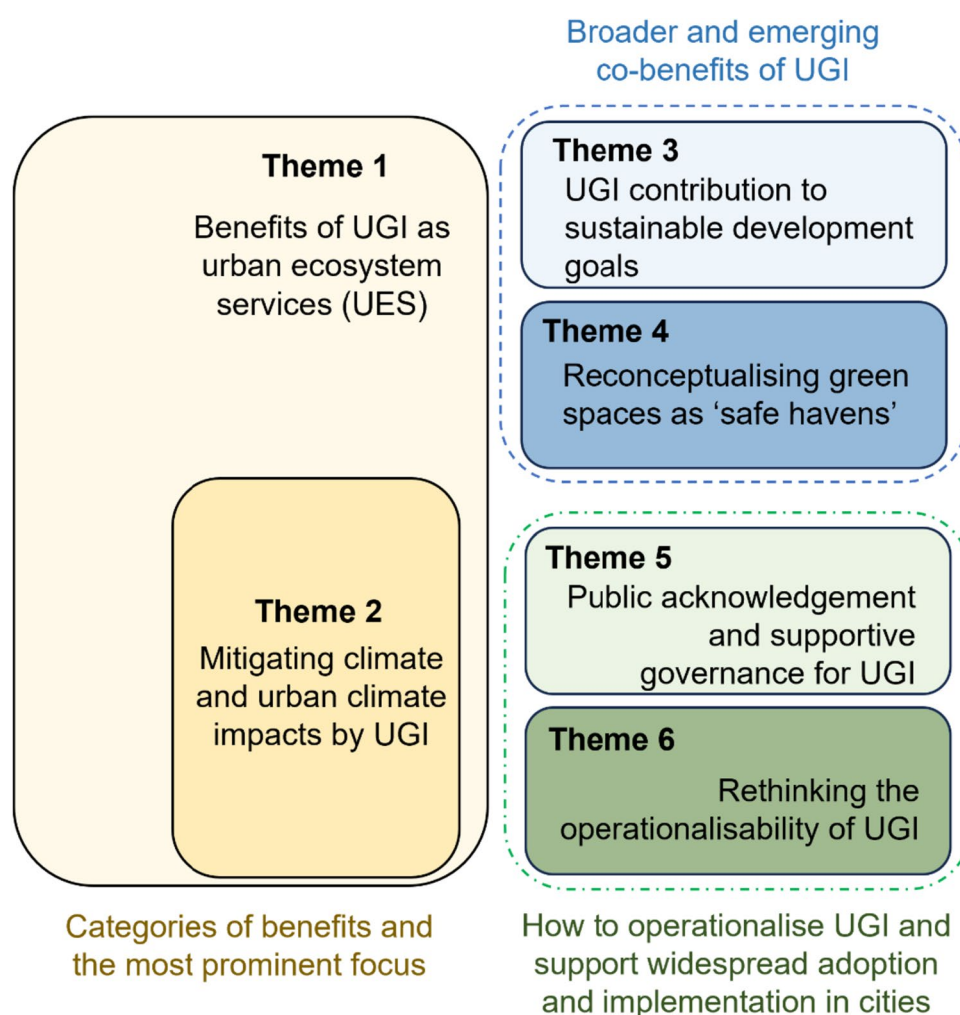 Broader and emerging
co-benefits of UGI
Theme 1
Benefits of UGI as
urban ecosystem
services (UES)
Theme 2
Mitigating climate
and urban climate
impacts by UGI
Categories of benefits and
the most prominent focus
Theme 3
UGI contribution to
sustainable development
goals
Theme 4
Reconceptualising green
spaces as ‘safe havens’
Theme 5
Public acknowledgement
and supportive
governance for UGI
Theme 6
Rethinking the
operationalisability of UGI
How to operationalise UGI and
support widespread adoption
and implementation in cities